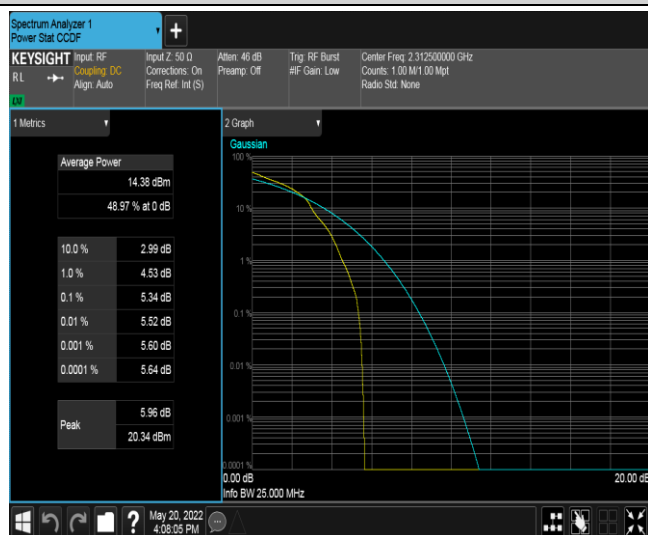 Spectrum Analyzer 1
Power Stat CCDF
+
KEYSIGHT Input: RF Input Z: 50 Ω Atten: 46 dB Trig: RF Burst Center Freq: 2.312500000 GHz
RL Coupling: DC Corrections: On Preamp: Off #IF Gain: Low Counts: 1.00 M/1.00 Mpt
Align: Auto Freq Ref: Int (S) Radio Std: None
1 Metrics
Average Power
14.38 dBm
48.97 % at 0 dB
10.0 % 2.99 dB
1.0 % 4.53 dB
0.1 % 5.34 dB
0.01 % 5.52 dB
0.001 % 5.60 dB
0.0001 % 5.64 dB
Peak 5.96 dB
20.34 dBm
2 Graph
Gaussian
100 %
10 %
1 %
0.1 %
0.01 %
0.001 %
0.0001 %
0.00 dB 20.00 dB
Info BW 25.000 MHz
? May 20, 2022
4:08:05 PM